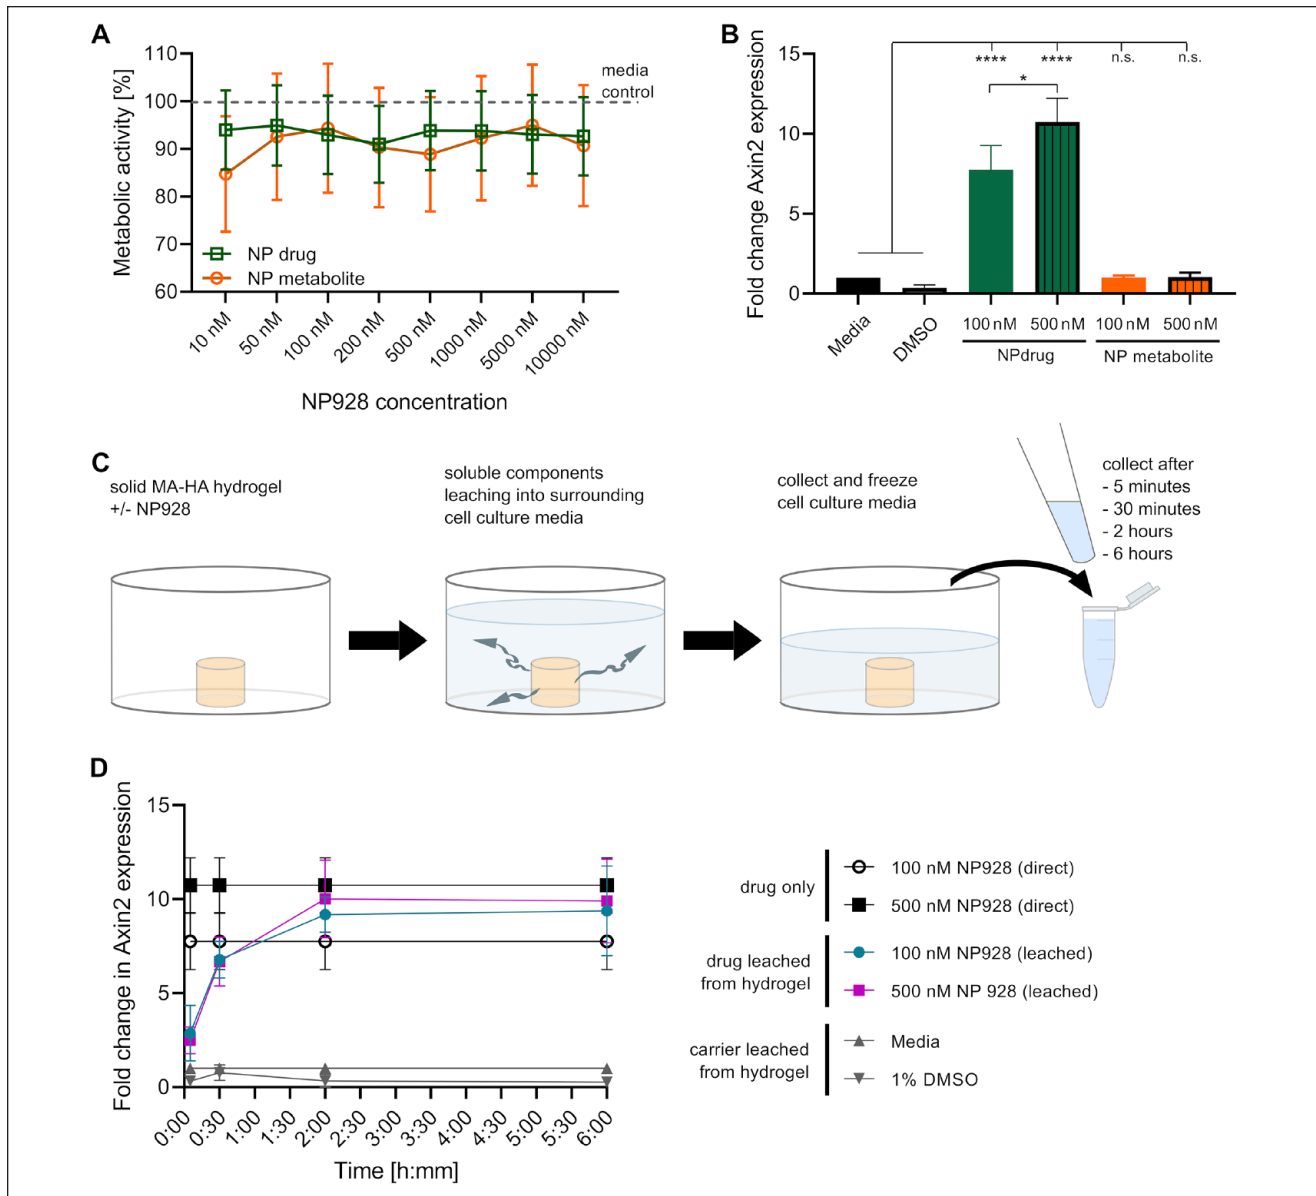 A
Metabolic activity [%]
110
100
90
80
70
60
media
control
NP drug
NP metabolite
10 nM
50 nM
100 nM
200 nM
500 nM
1000 nM
5000 nM
10000 nM
NP928 concentration
B
Fold change Axin2 expression
15
10
5
0
****
****
n.s.
n.s.
*
Media
DMSO
100 nM
500 nM
100 nM
500 nM
NPdrug
NP metabolite
C
solid MA-HA hydrogel
+/- NP928
soluble components
leaching into surrounding
cell culture media
collect and freeze
cell culture media
collect after
- 5 minutes
- 30 minutes
- 2 hours
- 6 hours
D
Fold change in Axin2 expression
15
10
5
0
0:00
0:30
1:00
1:30
2:00
2:30
3:00
3:30
4:00
4:30
5:00
5:30
6:00
Time [h:mm]
drug only
100 nM NP928 (direct)
500 nM NP928 (direct)
drug leached
from hydrogel
100 nM NP928 (leached)
500 nM NP 928 (leached)
carrier leached
from hydrogel
Media
1% DMSO